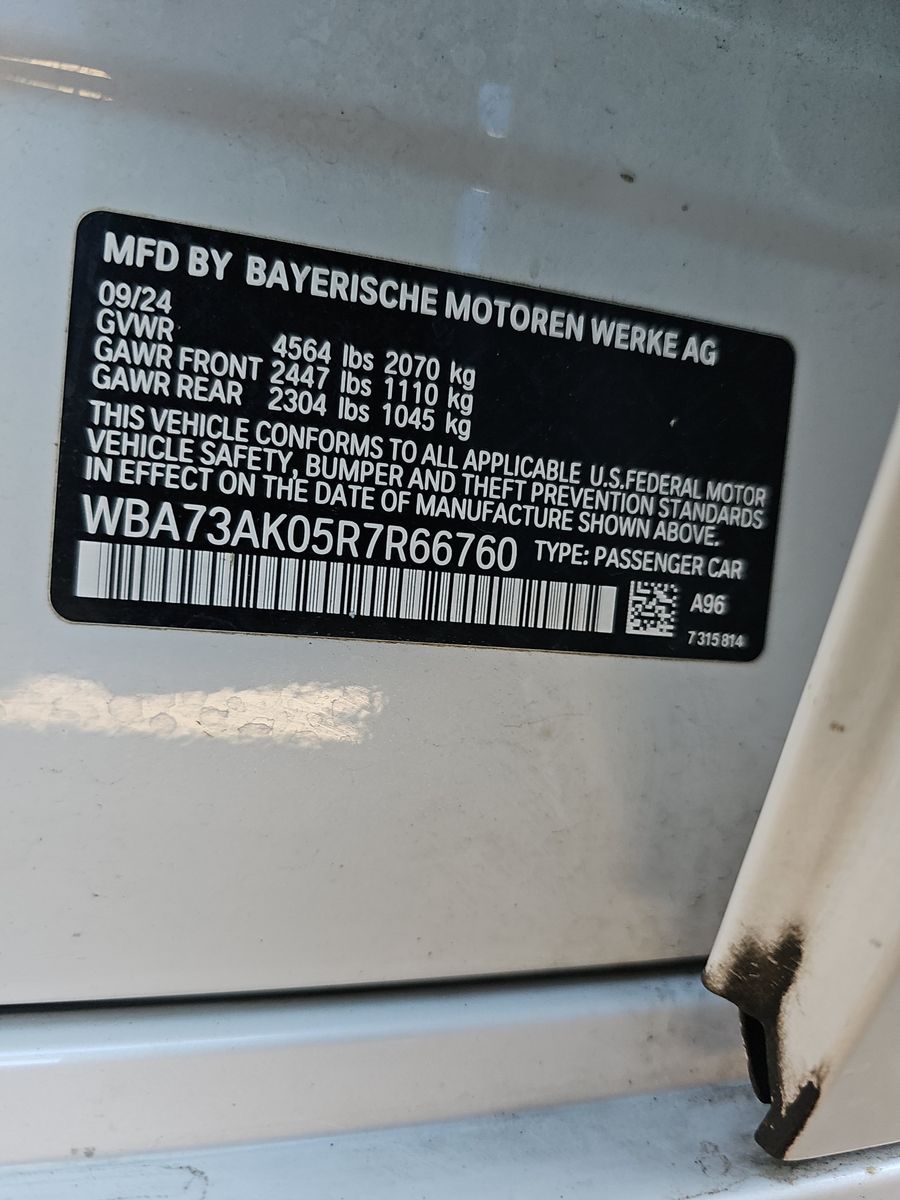 MFD BY BAYERISCHE MOTOREN WERKE AG
09/24
GVWR 4564 lbs 2070 kg
GAWR FRONT 2447 lbs 1110 kg
GAWR REAR 2304 lbs 1045 kg
THIS VEHICLE CONFORMS TO ALL APPLICABLE U.S.FEDERAL MOTOR
VEHICLE SAFETY, BUMPER AND THEFT PREVENTION STANDARDS
IN EFFECT ON THE DATE OF MANUFACTURE SHOWN ABOVE.
WBA73AK05R7R66760 TYPE: PASSENGER CAR
A96
7 315 814